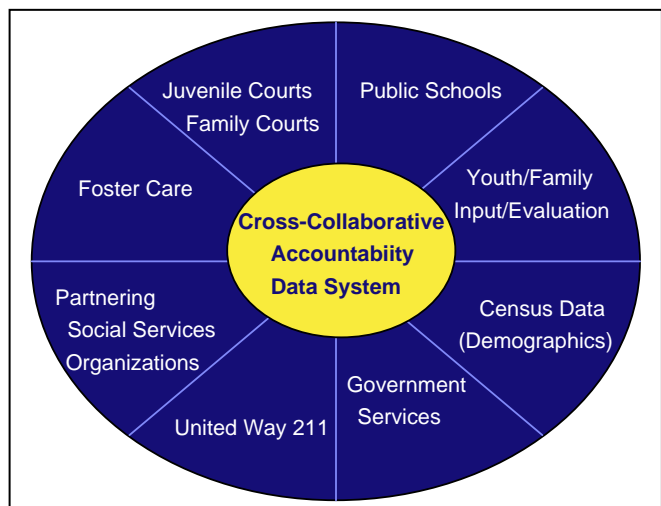 Juvenile Courts
Family Courts
Public Schools
Foster Care
Youth/Family
Input/Evaluation
Cross-Collaborative
Accountabiity
Data System
Partnering
Social Services
Organizations
Census Data
(Demographics)
United Way 211
Government
Services